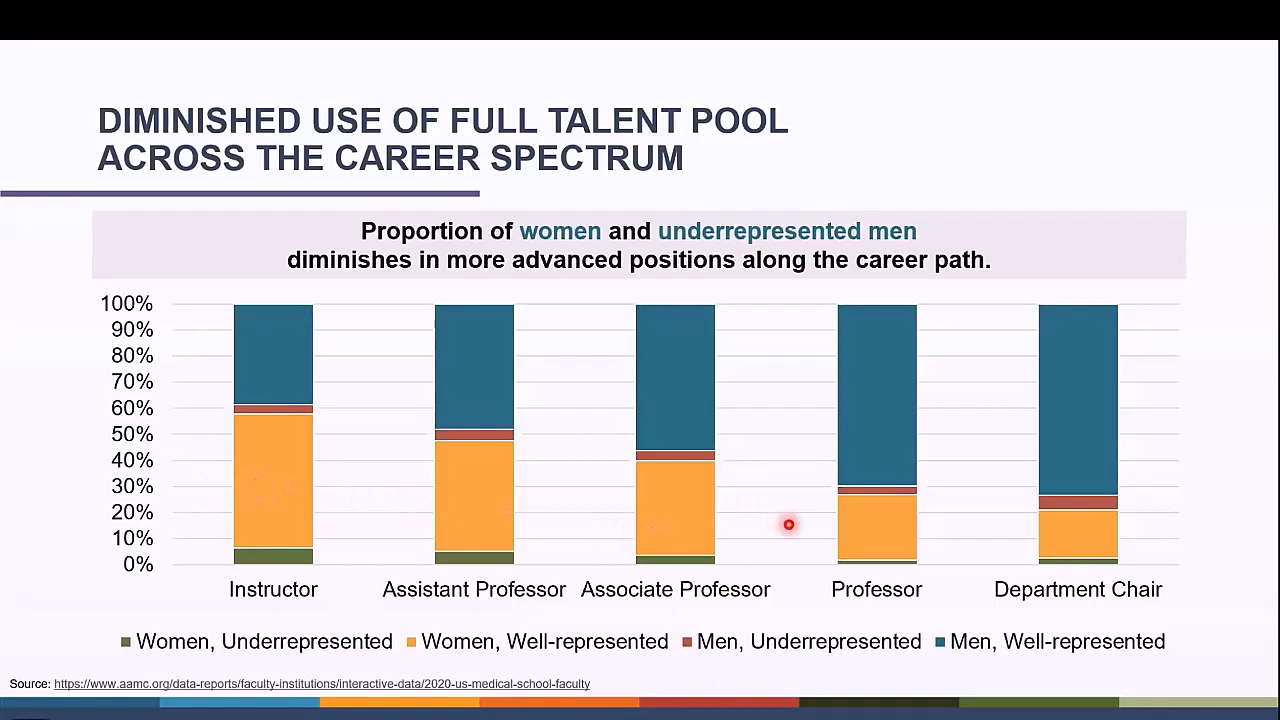 DIMINISHED USE OF FULL TALENT POOL
ACROSS THE CAREER SPECTRUM
Proportion of women and underrepresented men
diminishes in more advanced positions along the career path.
100%
90%
80%
70%
60%
50%
40%
30%
20%
10%
0%
Instructor
Assistant Professor
Associate Professor
Professor
Department Chair
Women, Underrepresented
Women, Well-represented
Men, Underrepresented
Men, Well-represented
Source: https://www.aamc.org/data-reports/faculty-institutions/interactive-data/2020-us-medical-school-faculty